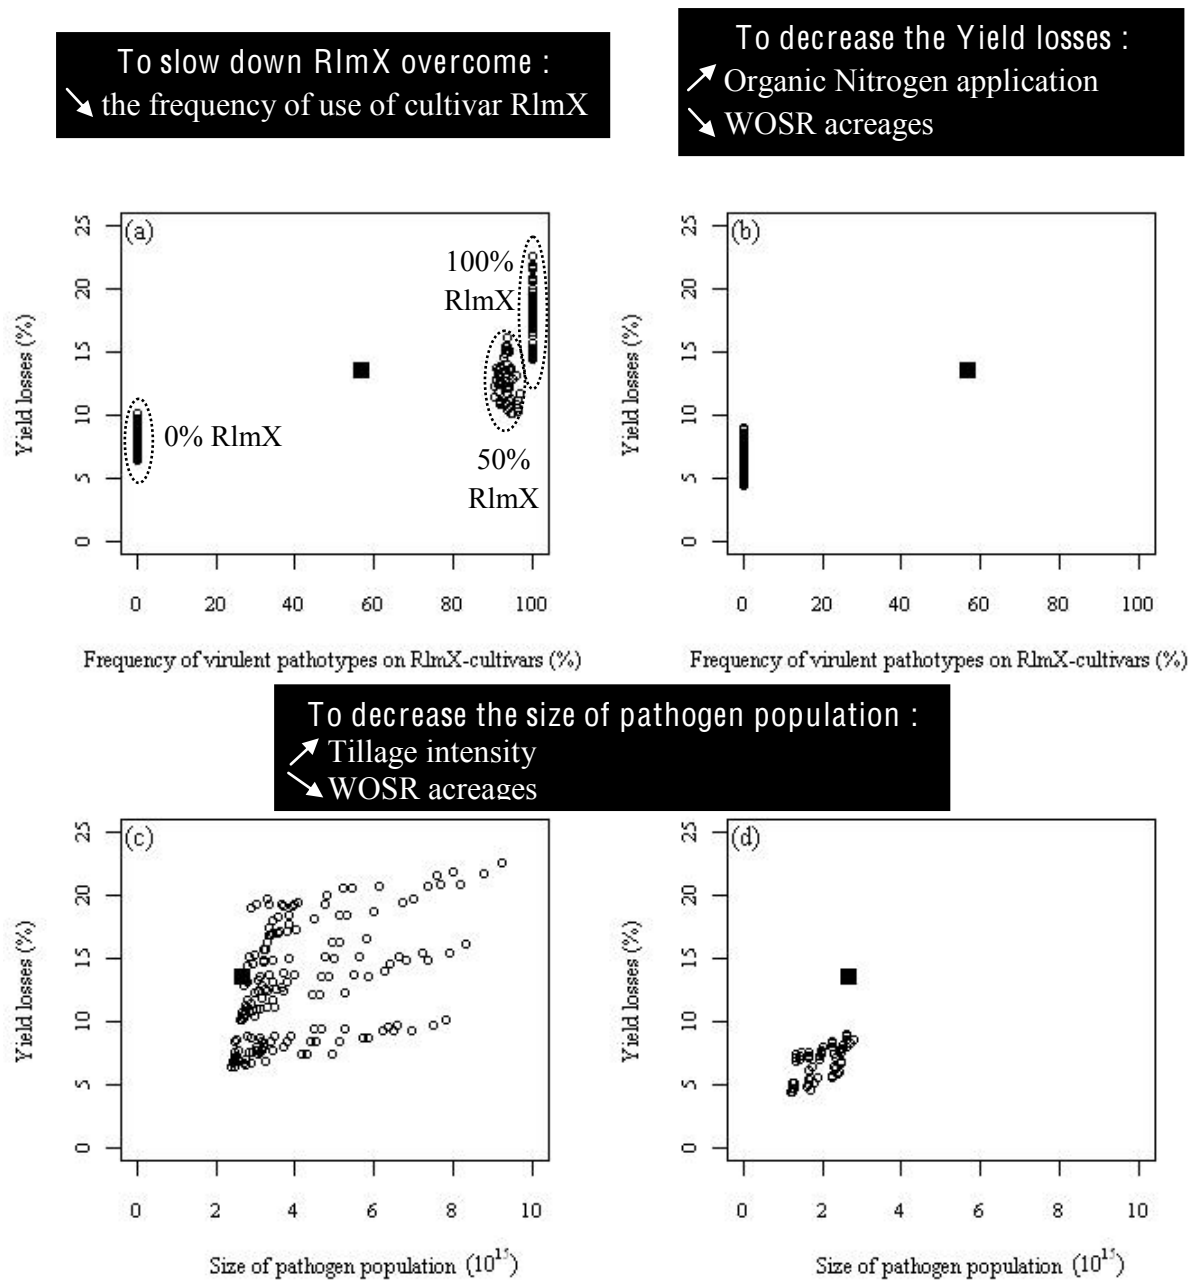 To slow down RlmX overcome :
↘ the frequency of use of cultivar RlmX
To decrease the Yield losses :
↗ Organic Nitrogen application
↘ WOSR acreages
(a)
25
20
15
10
5
0
Yield losses (%)
100%
RlmX
0% RlmX
50%
RlmX
0 20 40 60 80 100
Frequency of virulent pathotypes on RlmX-cultivars (%)
(b)
25
20
15
10
5
0
Yield losses (%)
0 20 40 60 80 100
Frequency of virulent pathotypes on RlmX-cultivars (%)
To decrease the size of pathogen population :
↗ Tillage intensity
↘ WOSR acreages
(c)
25
20
15
10
5
0
Yield losses (%)
0 2 4 6 8 10
Size of pathogen population (10¹⁵)
(d)
25
20
15
10
5
0
Yield losses (%)
0 2 4 6 8 10
Size of pathogen population (10¹⁵)